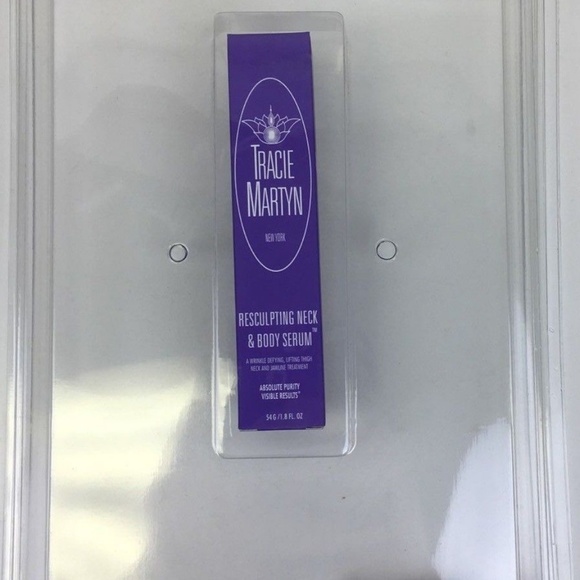 TRACIE
MARTYN
NEW YORK
RESCULPTING NECK
& BODY SERUM™
A WRINKLE DEFYING, LIFTING THIGH
NECK AND JAWLINE TREATMENT
ABSOLUTE PURITY
VISIBLE RESULTS™
54 G / 1.8 FL. OZ